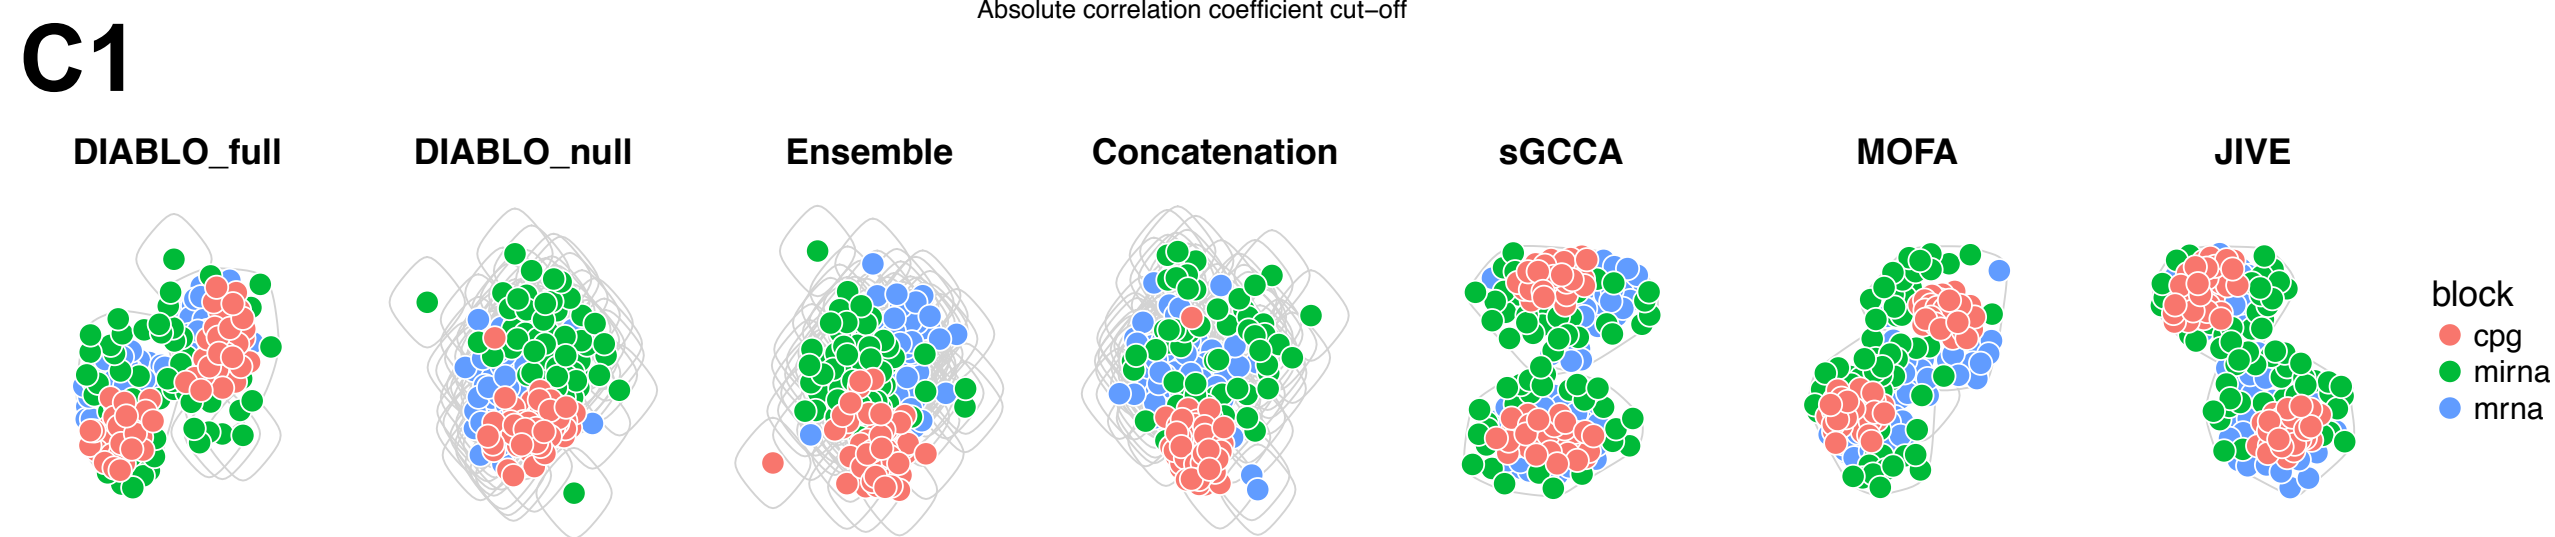 Absolute correlation coefficient cut−off
C1
DIABLO_full DIABLO_null Ensemble Concatenation sGCCA MOFA JIVE
block
cpg
mirna
mrna